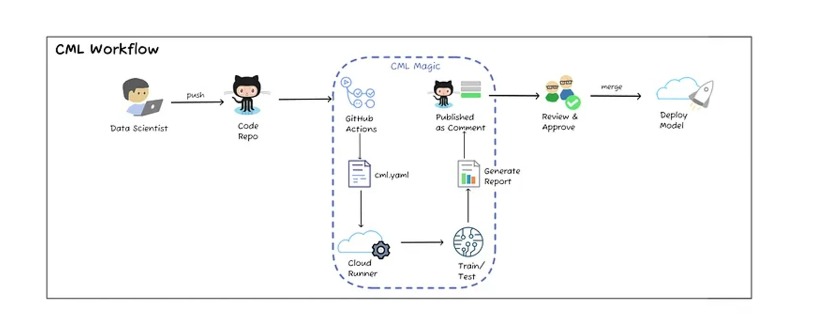 CML Workflow
CML Magic
push
merge
Data Scientist
Code
Repo
GitHub
Actions
Published
as Comment
Review &
Approve
Deploy
Model
cml.yaml
Generate
Report
Cloud
Runner
Train/
Test